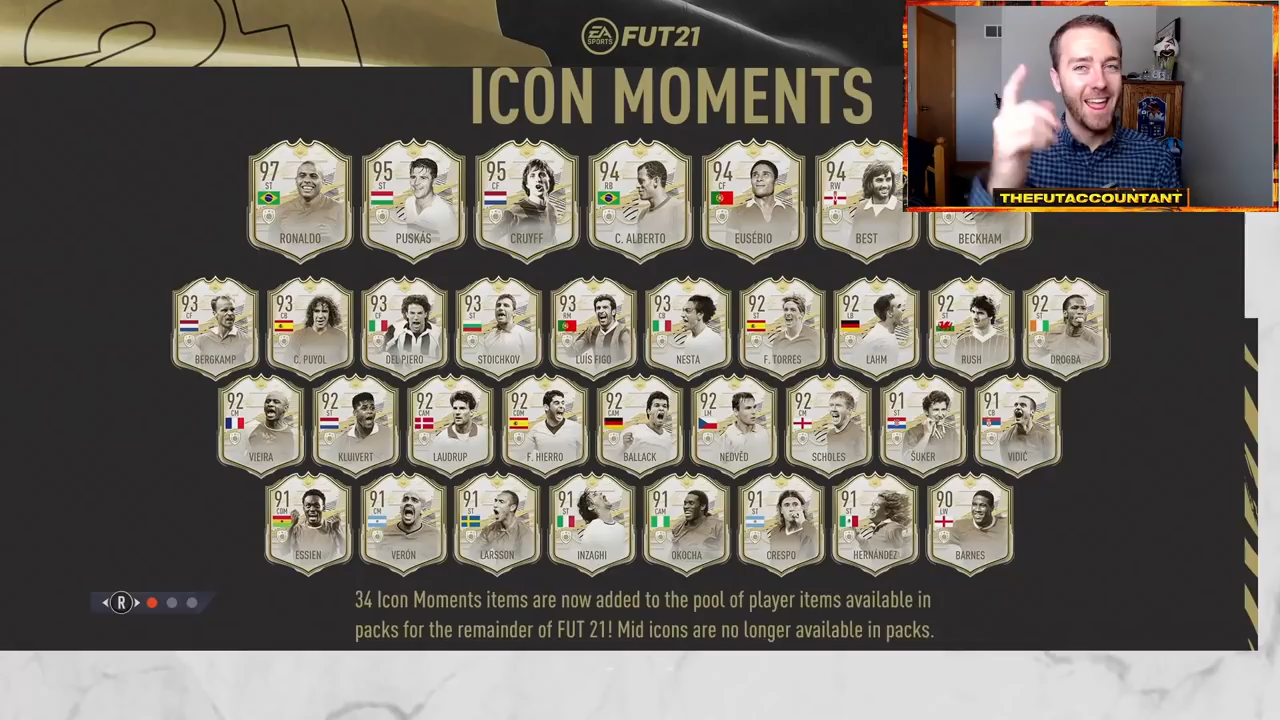 21
EA SPORTS FUT21
ICON MOMENTS
THEFUTACCOUNTANT
97 ST RONALDO
95 ST PUSKÁS
95 CF CRUYFF
94 RB C. ALBERTO
94 CF EUSÉBIO
94 RW BEST
BECKHAM
93 CF BERGKAMP
93 CB C. PUYOL
93 CF DEL PIERO
93 ST STOICHKOV
93 RM LUÍS FIGO
93 CB NESTA
92 ST F. TORRES
92 LB LAHM
92 ST RUSH
92 ST DROGBA
92 CM VIEIRA
92 ST KLUIVERT
92 CAM LAUDRUP
92 CDM F. HIERRO
92 CAM BALLACK
92 LM NEDVĚD
92 CM SCHOLES
91 ST ŠUKER
91 CB VIDIĆ
91 CDM ESSIEN
91 CM VERÓN
91 ST LARSSON
91 ST INZAGHI
91 CAM OKOCHA
91 ST CRESPO
91 ST HERNÁNDEZ
90 LW BARNES
R
34 Icon Moments items are now added to the pool of player items available in
packs for the remainder of FUT 21! Mid icons are no longer available in packs.